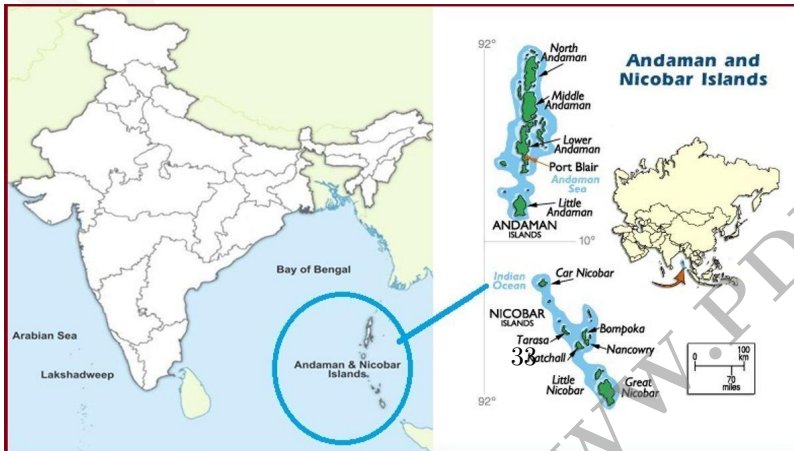 Bay of Bengal
Arabian Sea
Andaman & Nicobar
Islands.
Lakshadweep
Andaman and
Nicobar Islands
92°
North
Andaman
Middle
Andaman
Lower
Andaman
Port Blair
Andaman
Sea
Little
Andaman
ANDAMAN
ISLANDS
10°
Indian
Ocean
Car Nicobar
NICOBAR
ISLANDS
Tarasa
Bompoka
Nancowry
33
Little
Nicobar
Great
Nicobar
92°
0
100
km
70
miles
WWW.PD